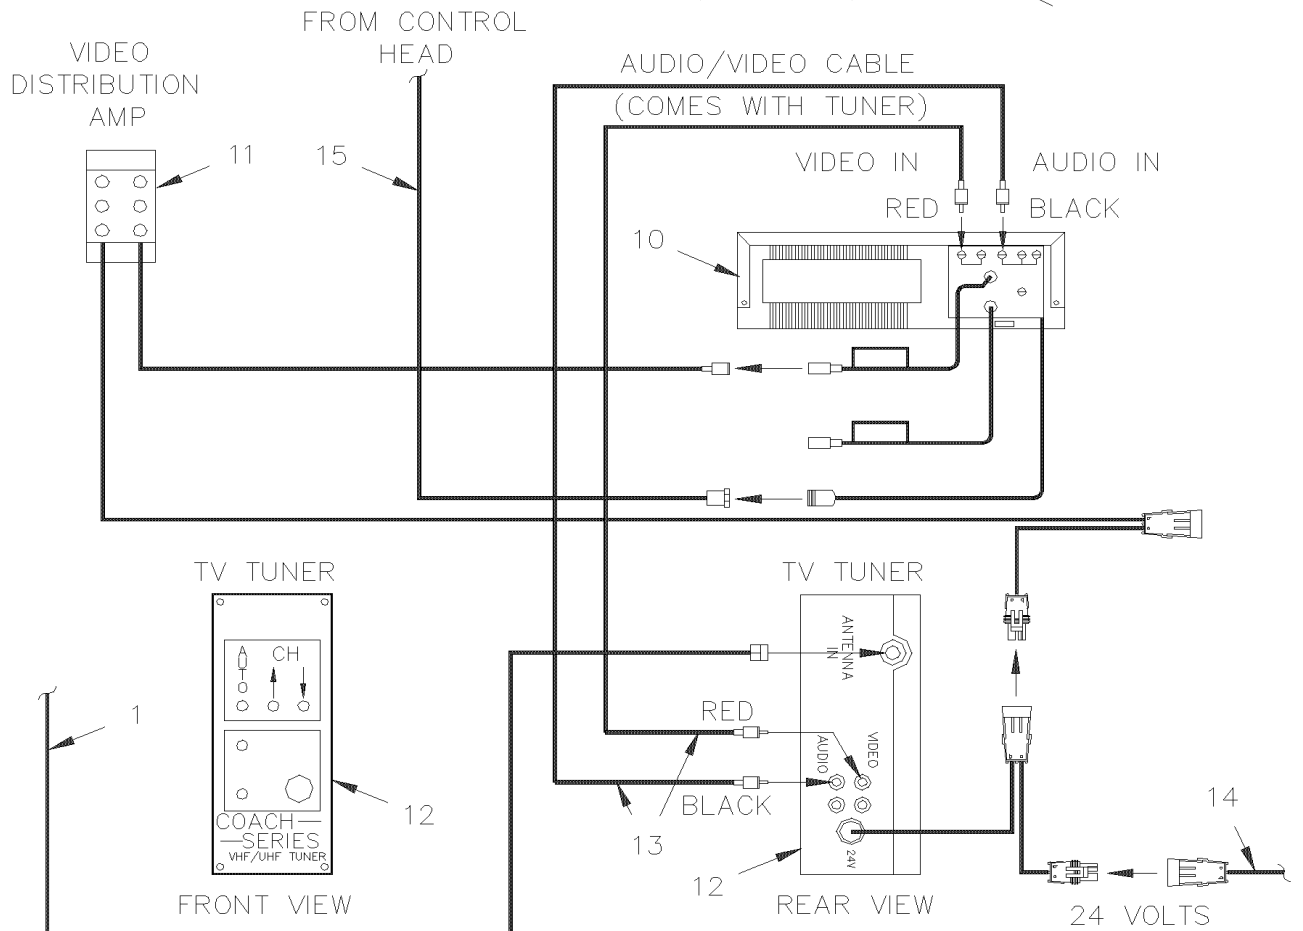 FROM CONTROL
HEAD
VIDEO
DISTRIBUTION
AMP
AUDIO/VIDEO CABLE
(COMES WITH TUNER)
11
15
VIDEO IN
AUDIO IN
RED
BLACK
10
TV TUNER
TV TUNER
ANTENNA
IN
CH
1
RED
AUDIO
VIDEO
BLACK
12
COACH
SERIES
VHF/UHF TUNER
13
24V
12
14
FRONT VIEW
REAR VIEW
24 VOLTS